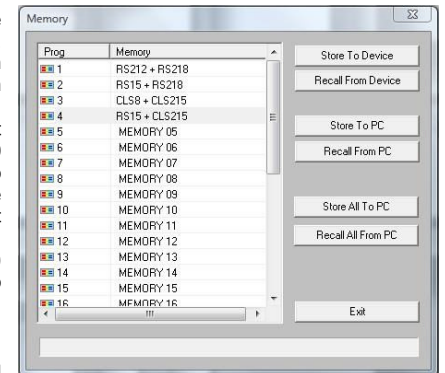 Memory
Prog Memory
1 RS212 + RS218
2 RS15 + RS218
3 CLS8 + CLS215
4 RS15 + CLS215
5 MEMORY 05
6 MEMORY 06
7 MEMORY 07
8 MEMORY 08
9 MEMORY 09
10 MEMORY 10
11 MEMORY 11
12 MEMORY 12
13 MEMORY 13
14 MEMORY 14
15 MEMORY 15
16 MEMORY 16
Store To Device
Recall From Device
Store To PC
Recall From PC
Store All To PC
Recall All From PC
Exit